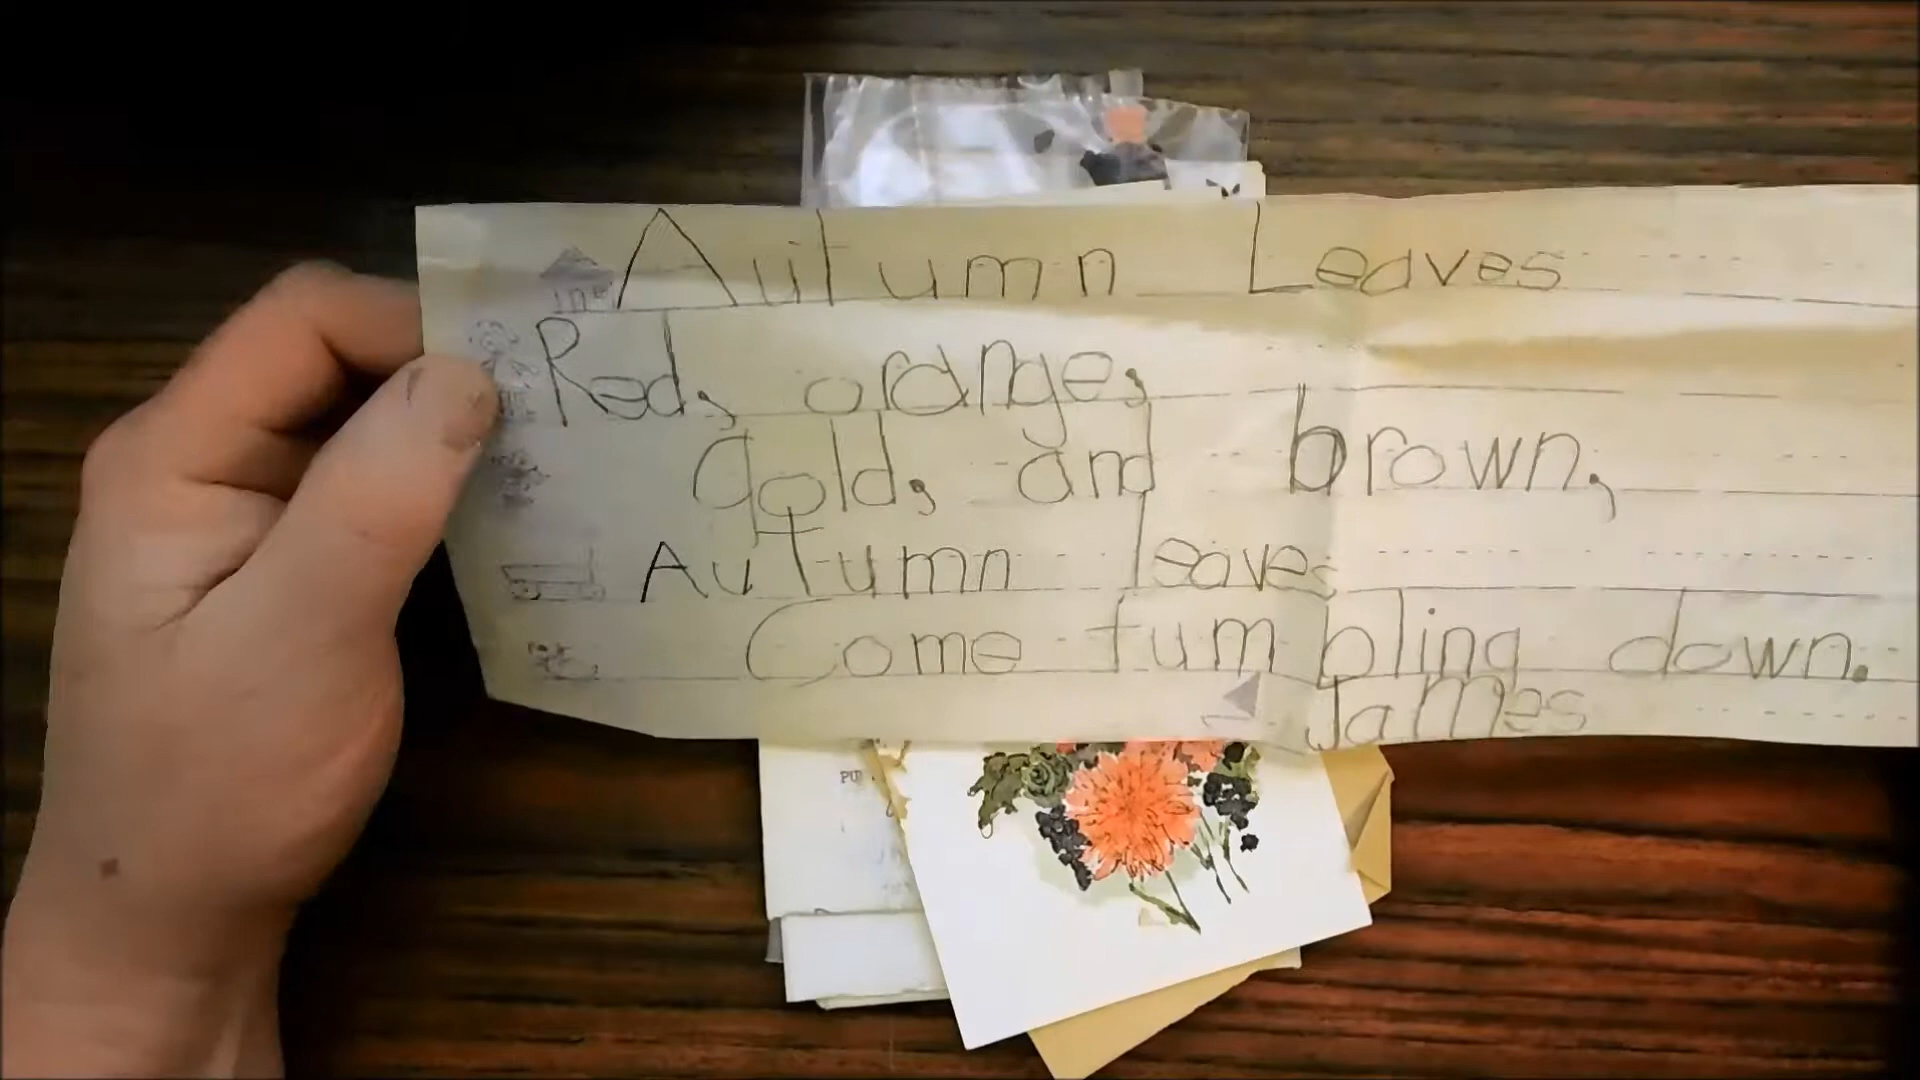 Autumn Leaves
Red, orange,
gold, and brown,
Autumn leaves
Come tumbling down.
James